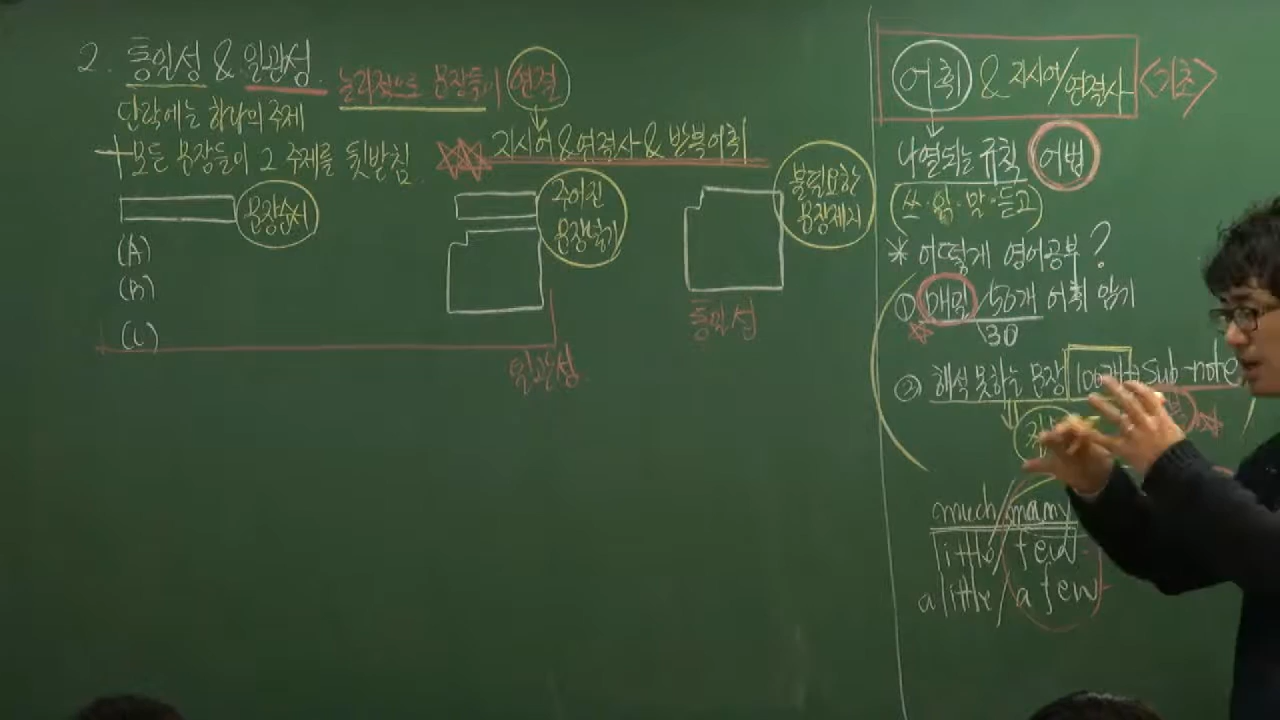 2. 통일성 & 일관성. 논리적으로 문장들이 연결
단락에는 하나의 주제
지시어 & 연결사 & 반복어휘
모든 문장들이 그 주제를 뒷받침.
문장순서
주어진
문장넣기
불필요한
문장제거
(A)
(B)
(C)
일관성
통일성
어휘 & 지시어/연결사 <기초>
나열되는 규칙 어법
쓰·읽·말·듣고
* 어떻게 영어공부?
① 매일/50개 어휘 암기
30
② 해석 못하는 문장 100개 → sub-note
much/many
little/few
a little/a few